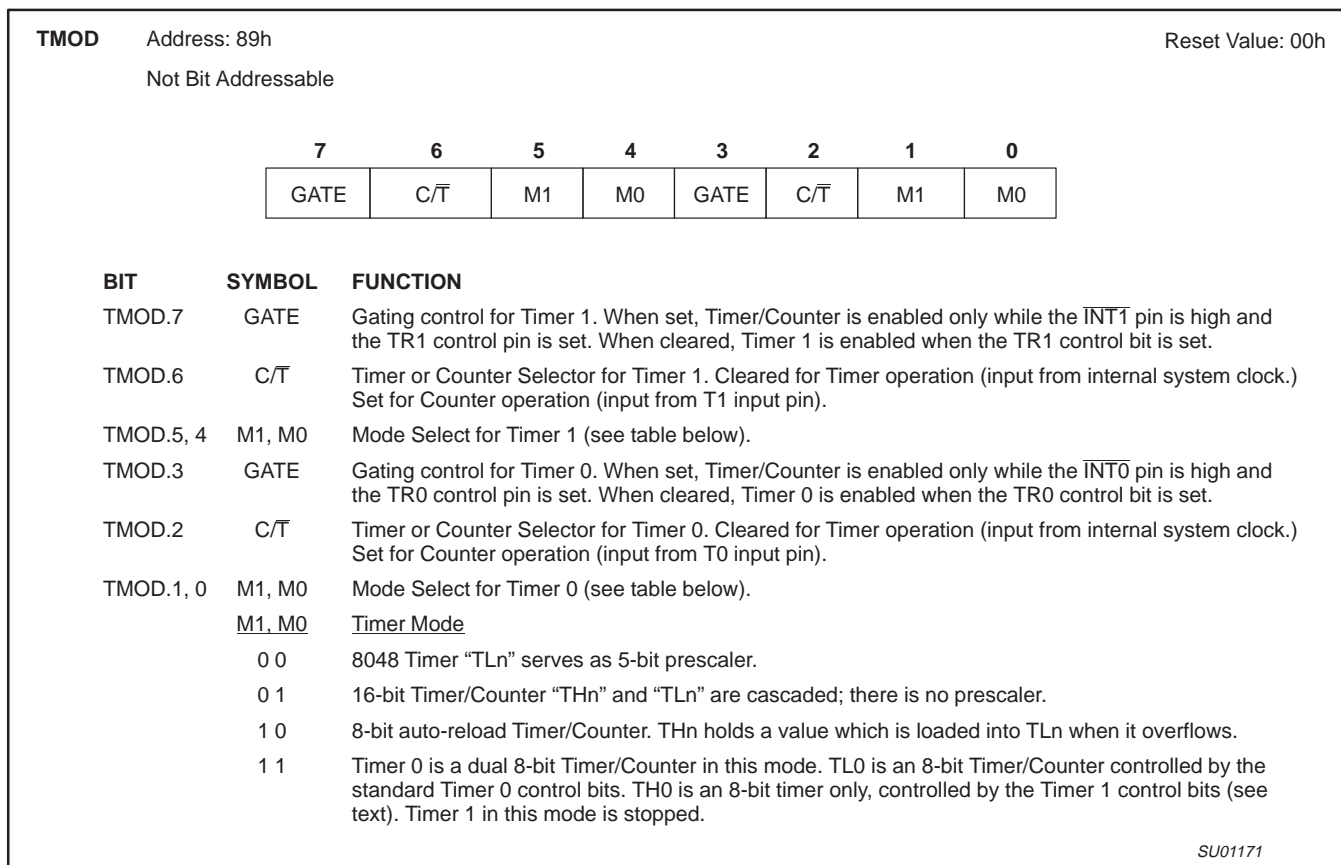 TMOD Address: 89h Reset Value: 00h
Not Bit Addressable
7 6 5 4 3 2 1 0
GATE C/T̅ M1 M0 GATE C/T̅ M1 M0
BIT SYMBOL FUNCTION
TMOD.7 GATE Gating control for Timer 1. When set, Timer/Counter is enabled only while the I̅N̅T̅1̅ pin is high and
the TR1 control pin is set. When cleared, Timer 1 is enabled when the TR1 control bit is set.
TMOD.6 C/T̅ Timer or Counter Selector for Timer 1. Cleared for Timer operation (input from internal system clock.)
Set for Counter operation (input from T1 input pin).
TMOD.5, 4 M1, M0 Mode Select for Timer 1 (see table below).
TMOD.3 GATE Gating control for Timer 0. When set, Timer/Counter is enabled only while the I̅N̅T̅0̅ pin is high and
the TR0 control pin is set. When cleared, Timer 0 is enabled when the TR0 control bit is set.
TMOD.2 C/T̅ Timer or Counter Selector for Timer 0. Cleared for Timer operation (input from internal system clock.)
Set for Counter operation (input from T0 input pin).
TMOD.1, 0 M1, M0 Mode Select for Timer 0 (see table below).
M1, M0 Timer Mode
0 0 8048 Timer “TLn” serves as 5-bit prescaler.
0 1 16-bit Timer/Counter “THn” and “TLn” are cascaded; there is no prescaler.
1 0 8-bit auto-reload Timer/Counter. THn holds a value which is loaded into TLn when it overflows.
1 1 Timer 0 is a dual 8-bit Timer/Counter in this mode. TL0 is an 8-bit Timer/Counter controlled by the
standard Timer 0 control bits. TH0 is an 8-bit timer only, controlled by the Timer 1 control bits (see
text). Timer 1 in this mode is stopped.
SU01171